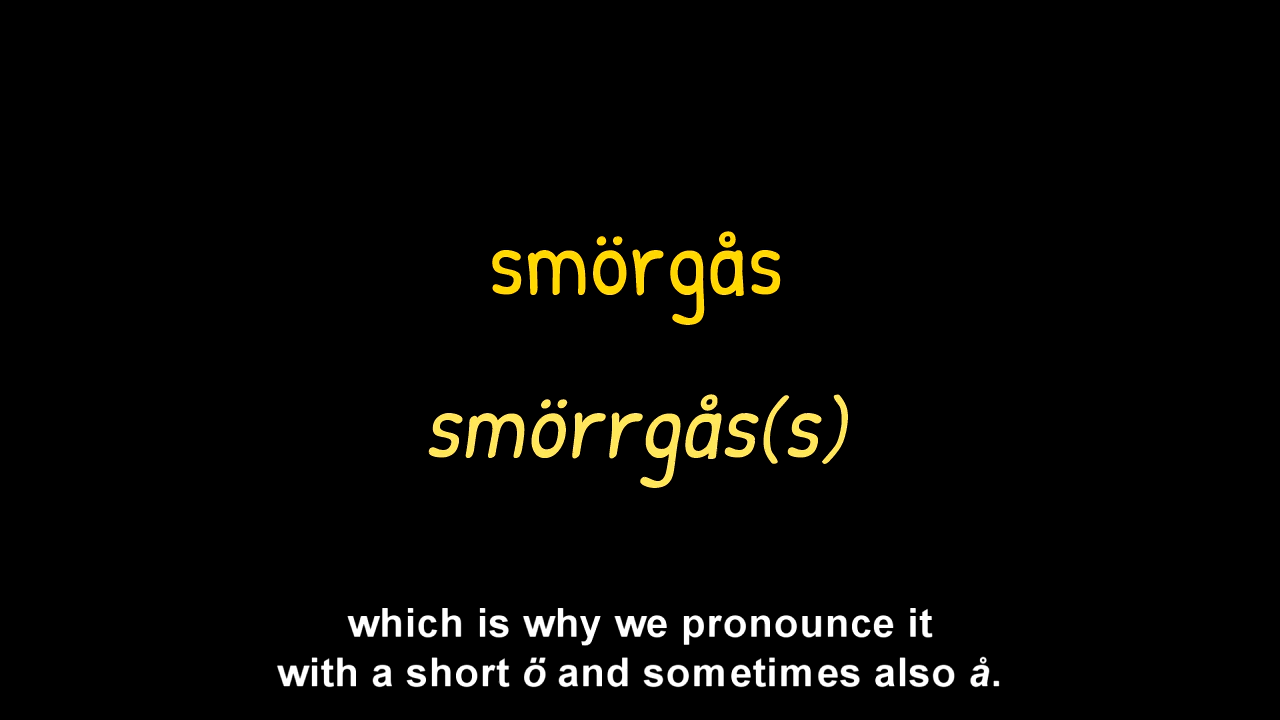 smörgås
smörrgås(s)
which is why we pronounce it
with a short ö and sometimes also å.